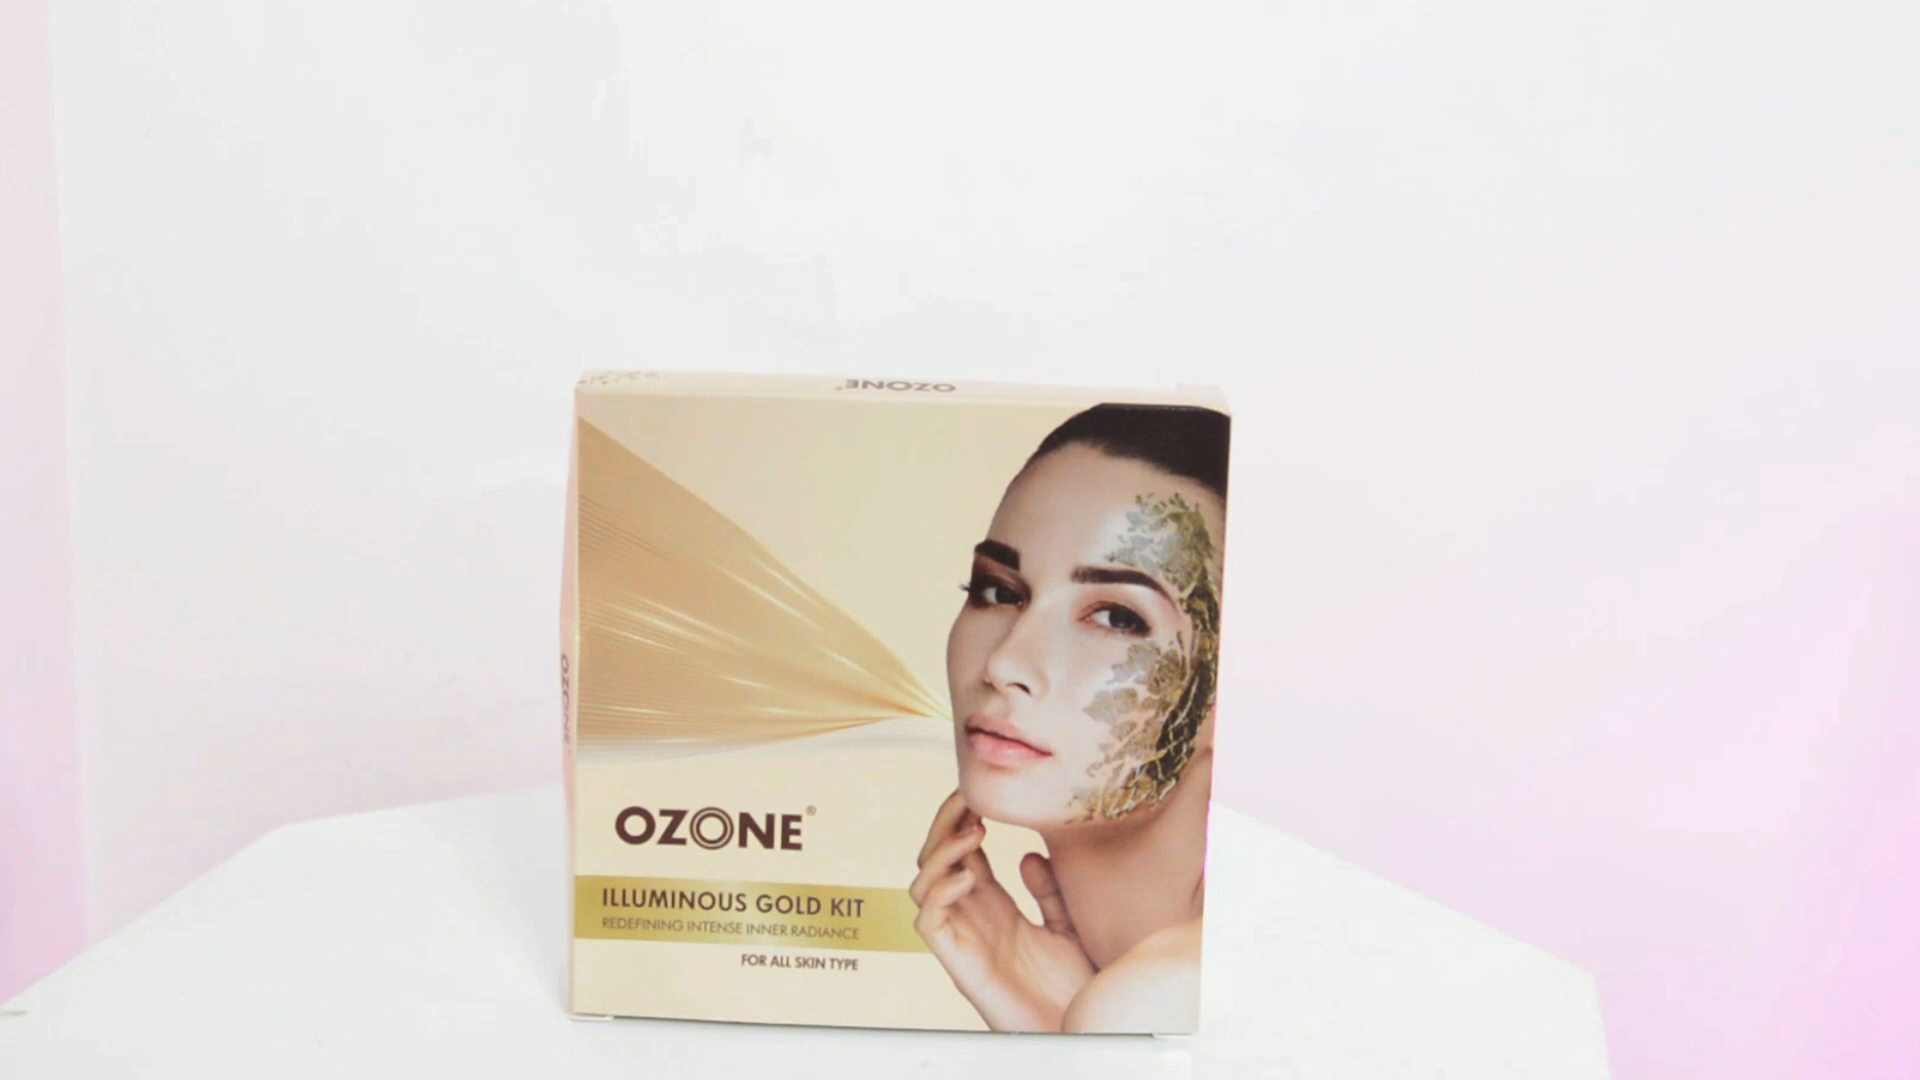 OZONE
OZONE
OZONE®
ILLUMINOUS GOLD KIT
REDEFINING INTENSE INNER RADIANCE
FOR ALL SKIN TYPE